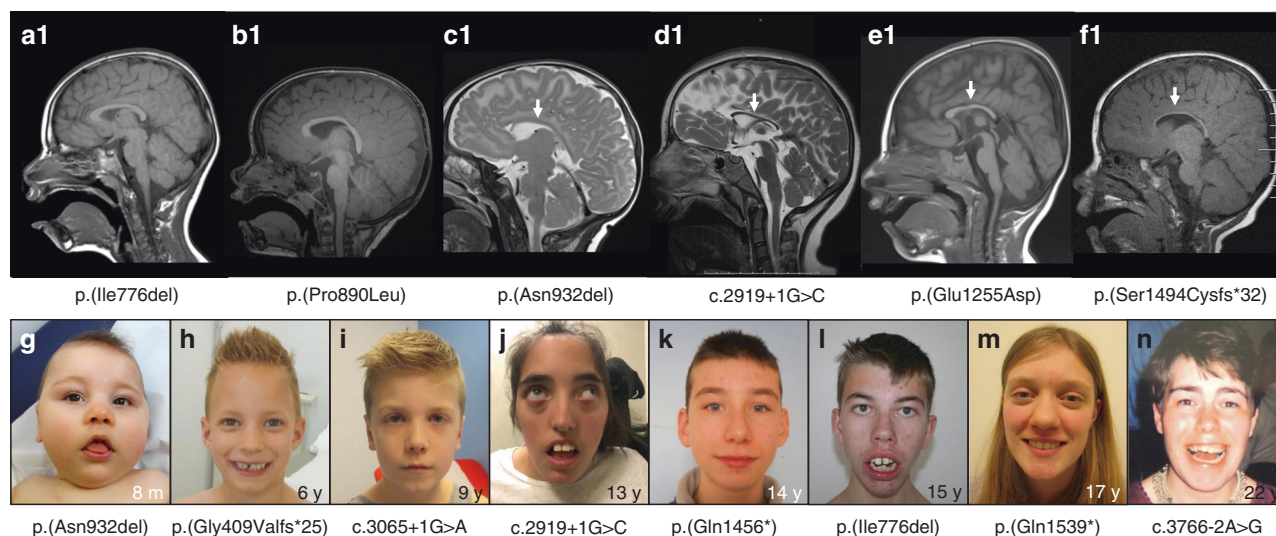 a1 b1 c1 d1 e1 f1
p.(Ile776del) p.(Pro890Leu) p.(Asn932del) c.2919+1G>C p.(Glu1255Asp) p.(Ser1494Cysfs*32)
g h i j k l m n
8 m 6 y 9 y 13 y 14 y 15 y 17 y 22 y
p.(Asn932del) p.(Gly409Valfs*25) c.3065+1G>A c.2919+1G>C p.(Gln1456*) p.(Ile776del) p.(Gln1539*) c.3766-2A>G